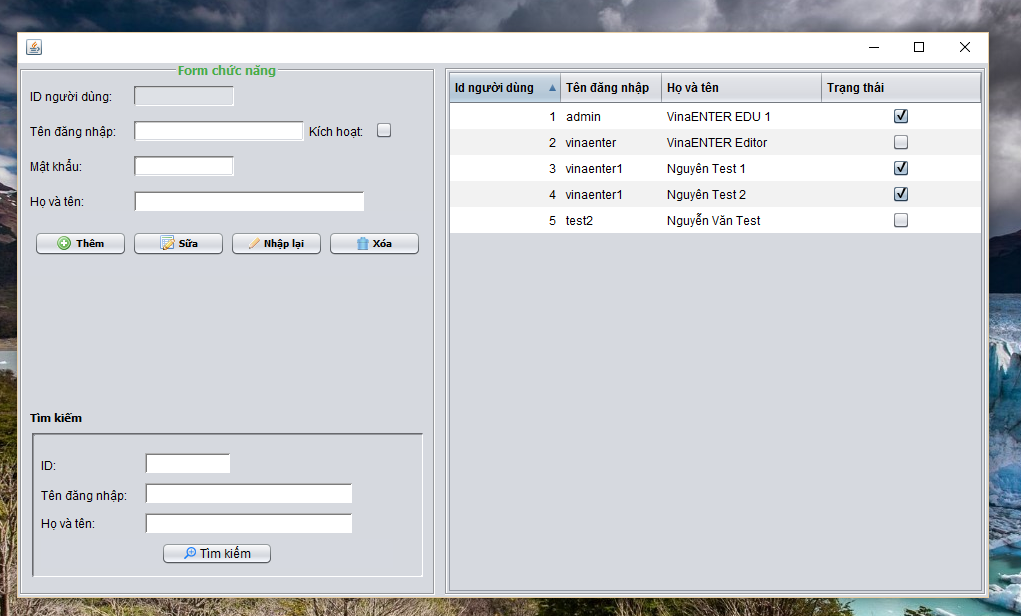 Form chức năng
ID người dùng:
Tên đăng nhập: Kích hoạt:
Mật khẩu:
Họ và tên:
Thêm Sửa Nhập lại Xóa
Tìm kiếm
ID:
Tên đăng nhập:
Họ và tên:
Tìm kiếm
Id người dùng Tên đăng nhập Họ và tên Trạng thái
1 admin VinaENTER EDU 1
2 vinaenter VinaENTER Editor
3 vinaenter1 Nguyên Test 1
4 vinaenter1 Nguyên Test 2
5 test2 Nguyễn Văn Test